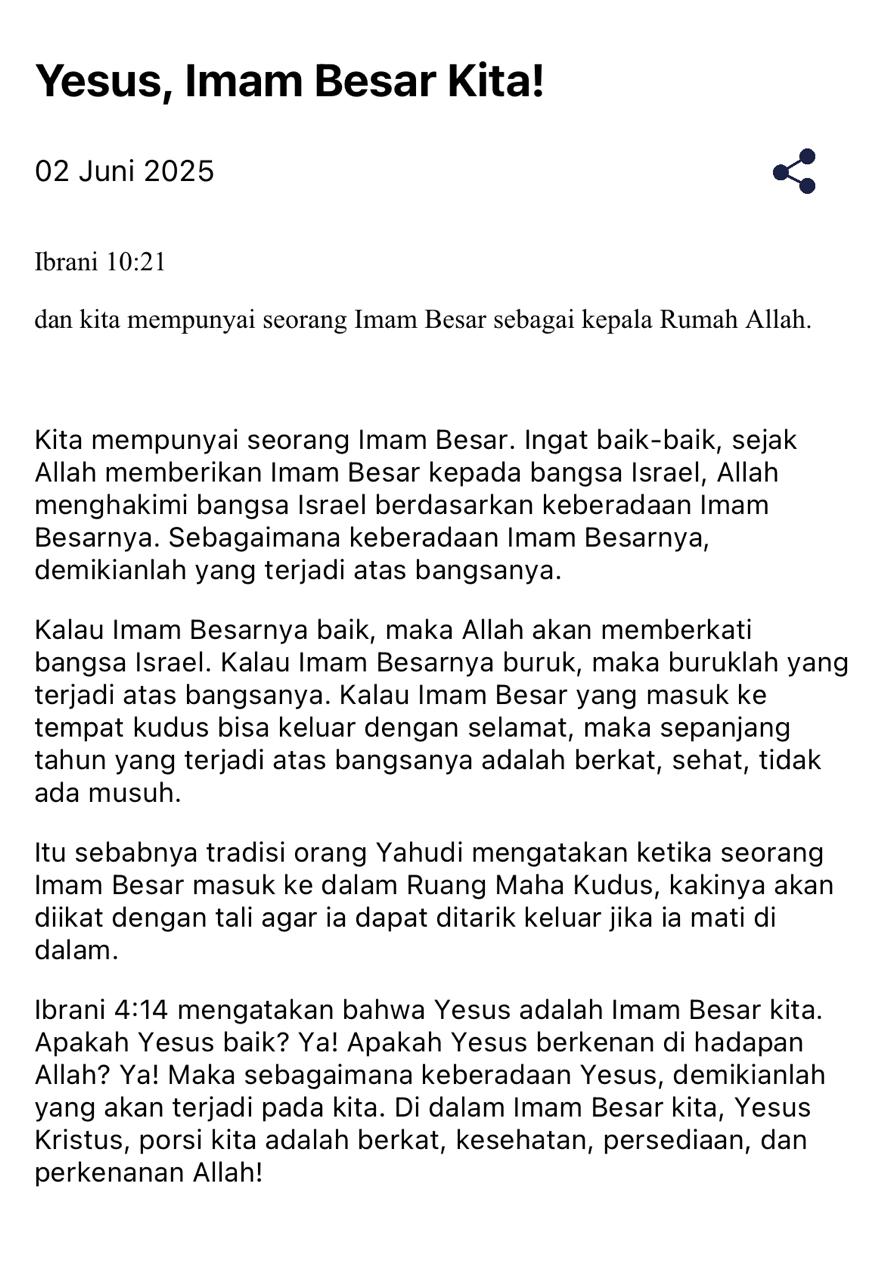 Yesus, Imam Besar Kita!
02 Juni 2025
Ibrani 10:21
dan kita mempunyai seorang Imam Besar sebagai kepala Rumah Allah.
Kita mempunyai seorang Imam Besar. Ingat baik-baik, sejak
Allah memberikan Imam Besar kepada bangsa Israel, Allah
menghakimi bangsa Israel berdasarkan keberadaan Imam
Besarnya. Sebagaimana keberadaan Imam Besarnya,
demikianlah yang terjadi atas bangsanya.
Kalau Imam Besarnya baik, maka Allah akan memberkati
bangsa Israel. Kalau Imam Besarnya buruk, maka buruklah yang
terjadi atas bangsanya. Kalau Imam Besar yang masuk ke
tempat kudus bisa keluar dengan selamat, maka sepanjang
tahun yang terjadi atas bangsanya adalah berkat, sehat, tidak
ada musuh.
Itu sebabnya tradisi orang Yahudi mengatakan ketika seorang
Imam Besar masuk ke dalam Ruang Maha Kudus, kakinya akan
diikat dengan tali agar ia dapat ditarik keluar jika ia mati di
dalam.
Ibrani 4:14 mengatakan bahwa Yesus adalah Imam Besar kita.
Apakah Yesus baik? Ya! Apakah Yesus berkenan di hadapan
Allah? Ya! Maka sebagaimana keberadaan Yesus, demikianlah
yang akan terjadi pada kita. Di dalam Imam Besar kita, Yesus
Kristus, porsi kita adalah berkat, kesehatan, persediaan, dan
perkenanan Allah!